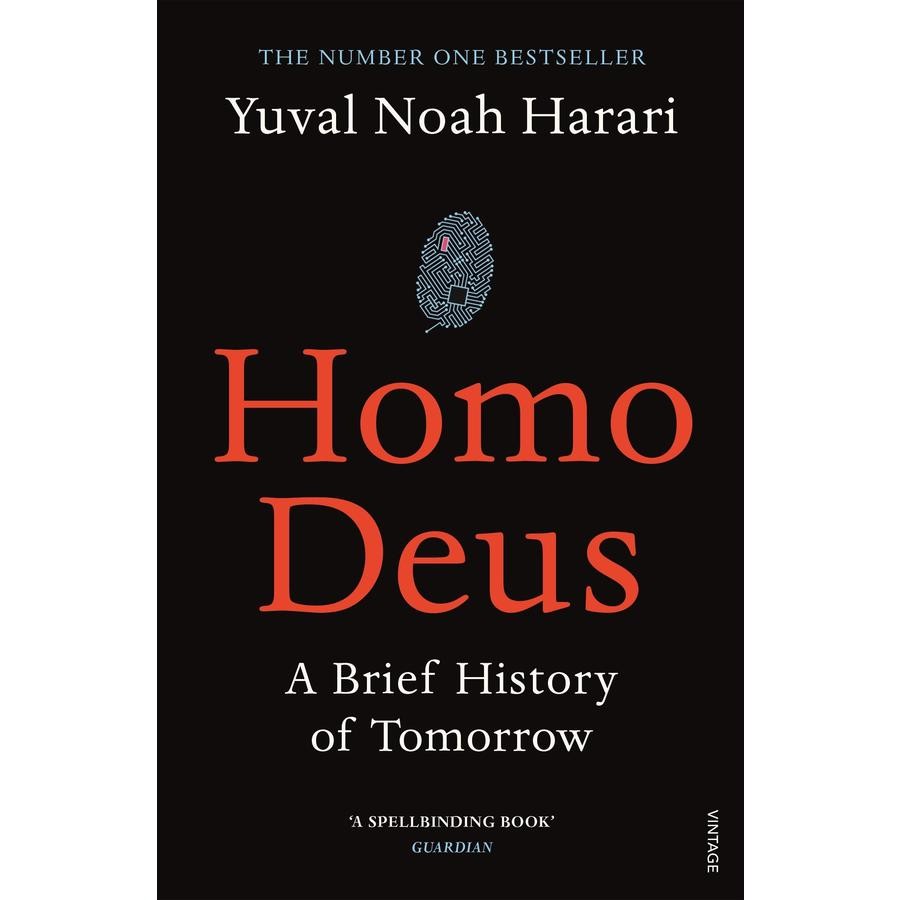 THE NUMBER ONE BESTSELLER
Yuval Noah Harari
Homo
Deus
A Brief History
of Tomorrow
‘A SPELLBINDING BOOK’
GUARDIAN
VINTAGE